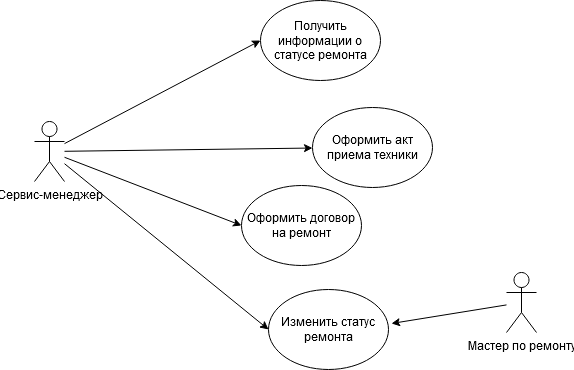 Получить
информации о
статусе ремонта
Оформить акт
приема техники
Сервис-менеджер
Оформить договор
на ремонт
Изменить статус
ремонта
Мастер по ремонту